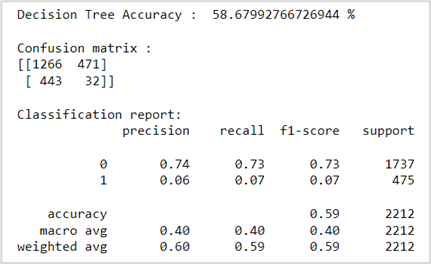 Decision Tree Accuracy :  58.67992766726944 %
Confusion matrix :
[[1266  471]
 [ 443   32]]
Classification report:
precision    recall  f1-score   support
0       0.74      0.73      0.73      1737
1       0.06      0.07      0.07       475
accuracy                           0.59      2212
macro avg       0.40      0.40      0.40      2212
weighted avg       0.60      0.59      0.59      2212